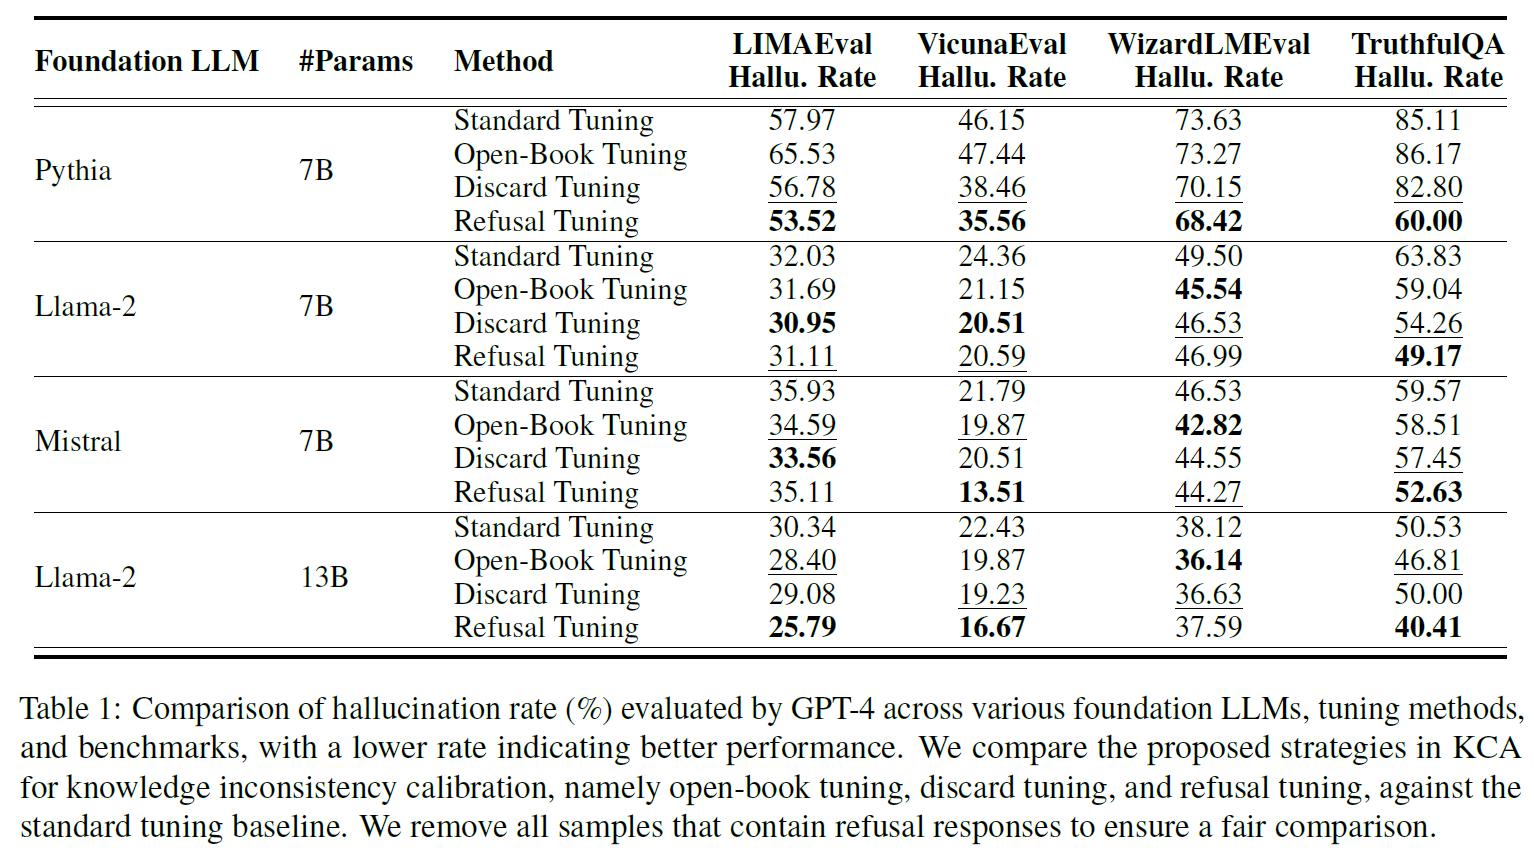 Foundation LLM #Params Method LIMAEval Hallu. Rate VicunaEval Hallu. Rate WizardLMEval Hallu. Rate TruthfulQA Hallu. Rate
Pythia 7B Standard Tuning 57.97 46.15 73.63 85.11
Open-Book Tuning 65.53 47.44 73.27 86.17
Discard Tuning 56.78 38.46 70.15 82.80
Refusal Tuning 53.52 35.56 68.42 60.00
Llama-2 7B Standard Tuning 32.03 24.36 49.50 63.83
Open-Book Tuning 31.69 21.15 45.54 59.04
Discard Tuning 30.95 20.51 46.53 54.26
Refusal Tuning 31.11 20.59 46.99 49.17
Mistral 7B Standard Tuning 35.93 21.79 46.53 59.57
Open-Book Tuning 34.59 19.87 42.82 58.51
Discard Tuning 33.56 20.51 44.55 57.45
Refusal Tuning 35.11 13.51 44.27 52.63
Llama-2 13B Standard Tuning 30.34 22.43 38.12 50.53
Open-Book Tuning 28.40 19.87 36.14 46.81
Discard Tuning 29.08 19.23 36.63 50.00
Refusal Tuning 25.79 16.67 37.59 40.41
Table 1: Comparison of hallucination rate (%) evaluated by GPT-4 across various foundation LLMs, tuning methods,
and benchmarks, with a lower rate indicating better performance. We compare the proposed strategies in KCA
for knowledge inconsistency calibration, namely open-book tuning, discard tuning, and refusal tuning, against the
standard tuning baseline. We remove all samples that contain refusal responses to ensure a fair comparison.